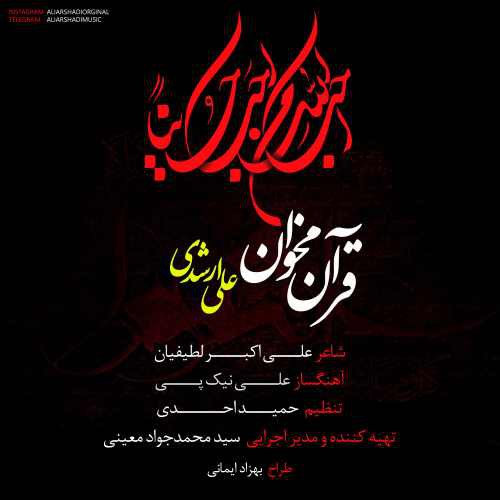 INSTAGRAM : ALIARSHADIORGINAL
TELEGRAM : ALIARSHADIMUSIC
قرآن مخوان
علی ارشدی
شاعر علی اکبر لطیفیان
آهنگساز علی نیک پی
تنظیم حمید احدی
تهیه کننده و مدیر اجرایی سید محمدجواد معینی
طراح بهزاد ایمانی